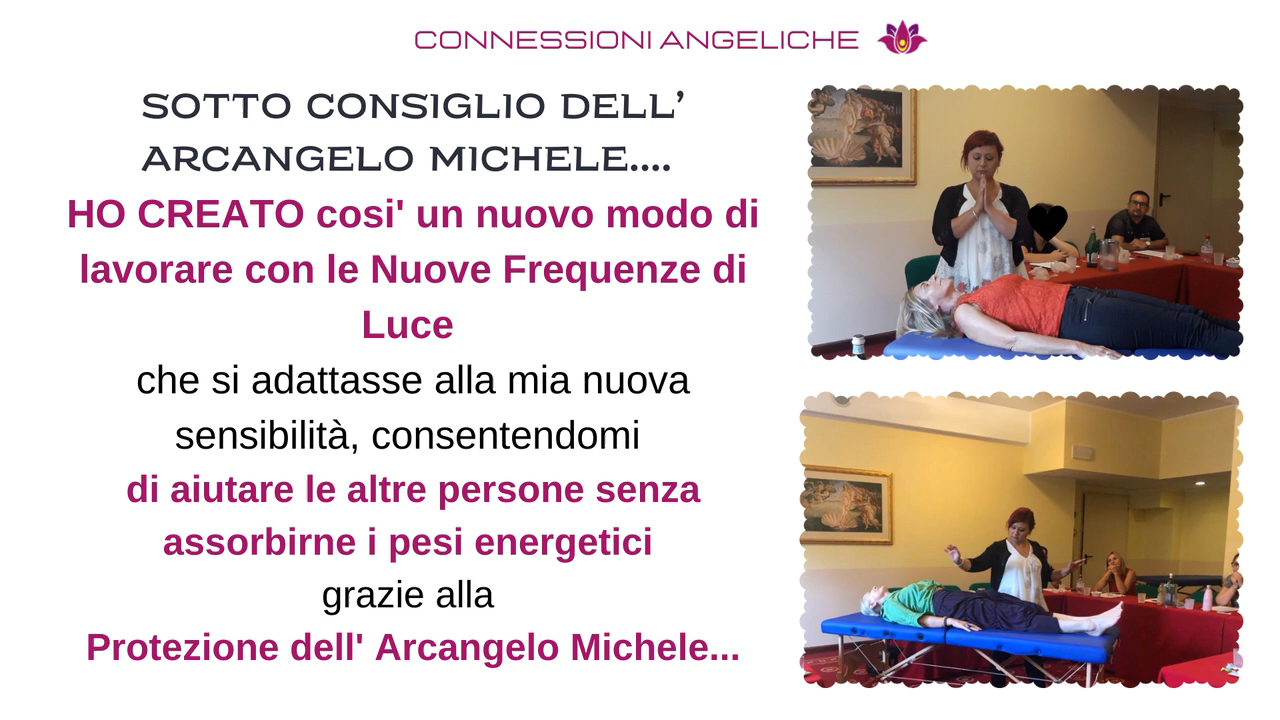 CONNESSIONI ANGELICHE
SOTTO CONSIGLIO DELL’
ARCANGELO MICHELE....
HO CREATO cosi' un nuovo modo di
lavorare con le Nuove Frequenze di
Luce
che si adattasse alla mia nuova
sensibilità, consentendomi
di aiutare le altre persone senza
assorbirne i pesi energetici
grazie alla
Protezione dell' Arcangelo Michele...